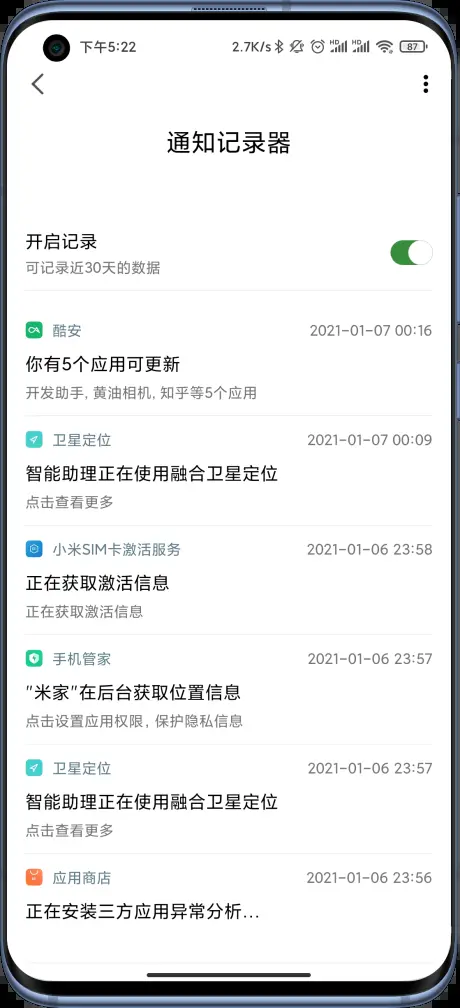 下午5:22
2.7K/s
HD
HD
87
通知记录器
开启记录
可记录近30天的数据
酷安
2021-01-07 00:16
你有5个应用可更新
开发助手, 黄油相机, 知乎等5个应用
卫星定位
2021-01-07 00:09
智能助理正在使用融合卫星定位
点击查看更多
小米SIM卡激活服务
2021-01-06 23:58
正在获取激活信息
正在获取激活信息
手机管家
2021-01-06 23:57
"米家"在后台获取位置信息
点击设置应用权限, 保护隐私信息
卫星定位
2021-01-06 23:57
智能助理正在使用融合卫星定位
点击查看更多
应用商店
2021-01-06 23:56
正在安装三方应用异常分析...